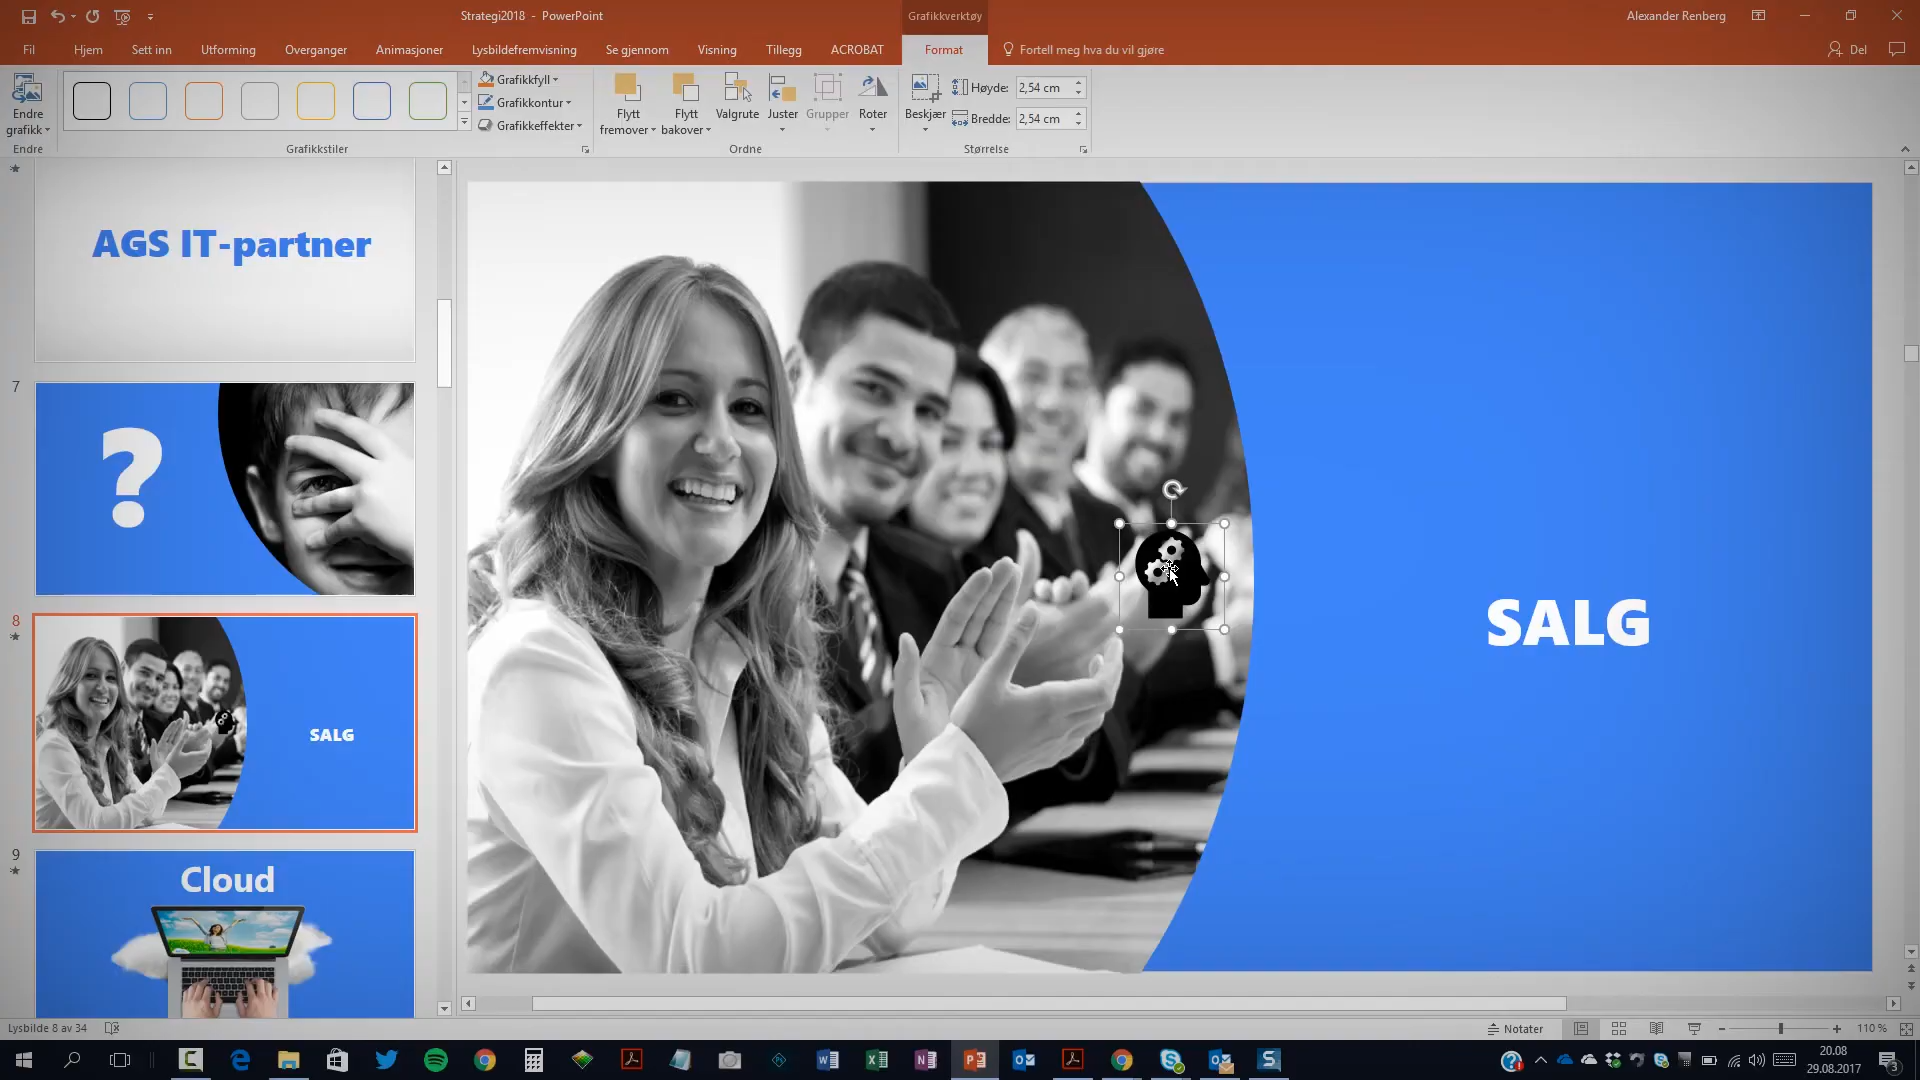 Strategi2018 - PowerPoint
Grafikkverktøy
Alexander Renberg
Fil Hjem Sett inn Utforming Overganger Animasjoner Lysbildefremvisning Se gjennom Visning Tillegg ACROBAT Format Fortell meg hva du vil gjøre Del
Endre grafikk
Endre
Grafikkfyll
Grafikkontur
Grafikkeffekter
Grafikkstiler
Flytt fremover
Flytt bakover
Valgrute
Juster
Grupper
Roter
Ordne
Beskjær
Høyde: 2,54 cm
Bredde: 2,54 cm
Størrelse
AGS IT-partner
7
?
8
SALG
9
Cloud
SALG
Lysbilde 8 av 34
Notater
110 %
20.08
29.08.2017
3